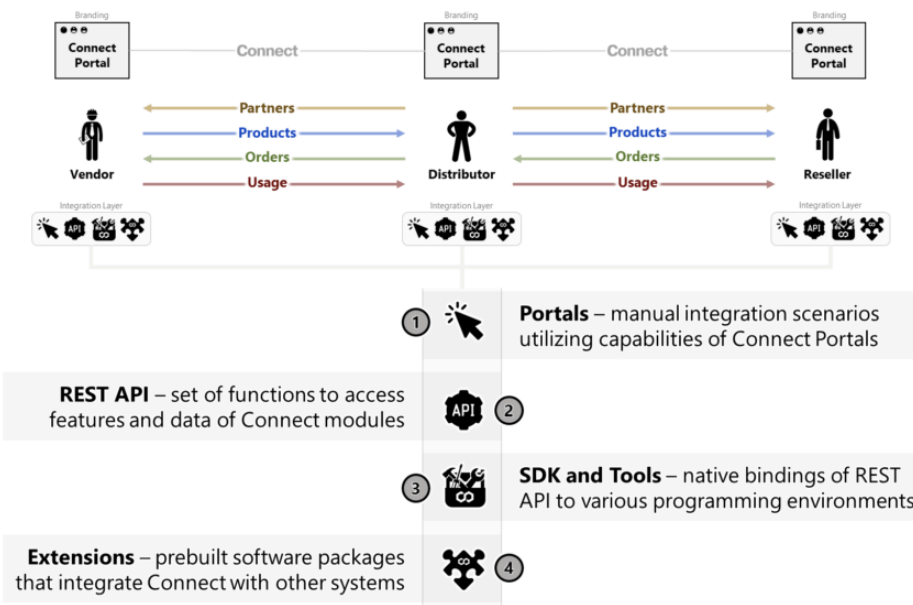 Branding
Branding
Branding
Connect
Portal
Connect
Connect
Portal
Connect
Connect
Portal
Partners
Partners
Products
Products
Orders
Orders
Usage
Usage
Vendor
Distributor
Reseller
Integration Layer
Integration Layer
Integration Layer
API
API
API
1
Portals – manual integration scenarios
utilizing capabilities of Connect Portals
REST API – set of functions to access
features and data of Connect modules
API
2
3
SDK and Tools – native bindings of REST
API to various programming environments
Extensions – prebuilt software packages
that integrate Connect with other systems
4